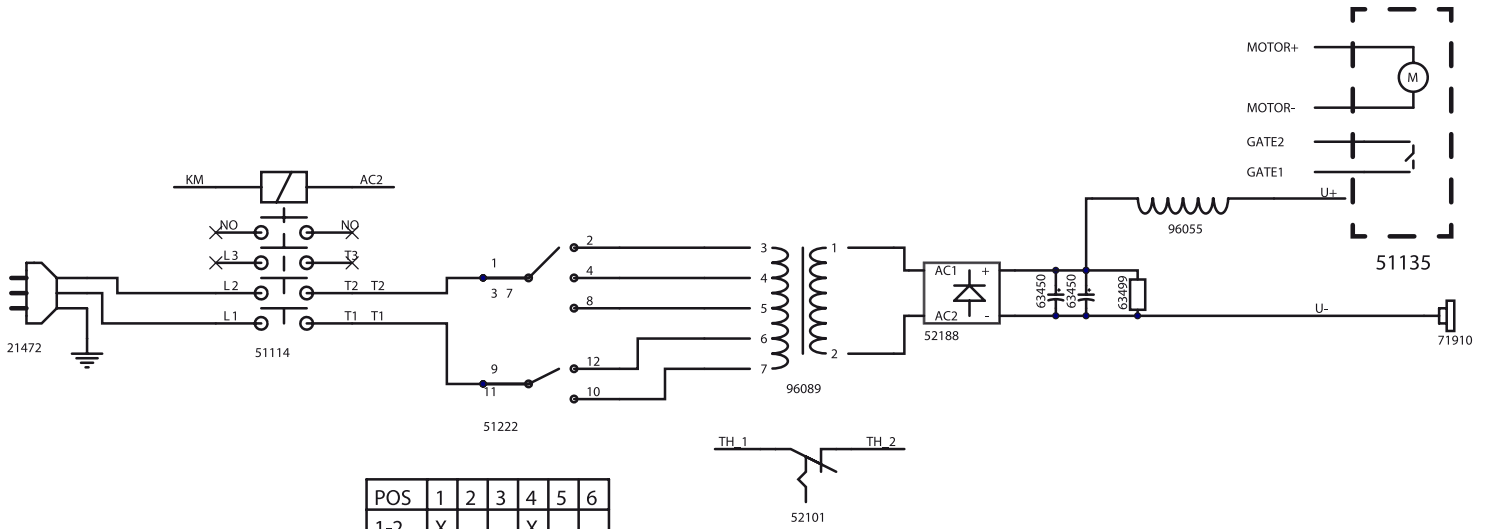 MOTOR+
M
MOTOR-
GATE2
GATE1
U+
96055
51135
KM
AC2
NO
NO
L3
T3
L2
T2
T2
L1
T1
T1
21472
51114
1
3 7
2
4
8
9
11
12
10
51222
3
4
5
6
7
1
2
96089
AC1
+
AC2
-
52188
63450
63450
63499
U-
71910
TH_1
TH_2
52101
POS 1 2 3 4 5 6
1-2 X X